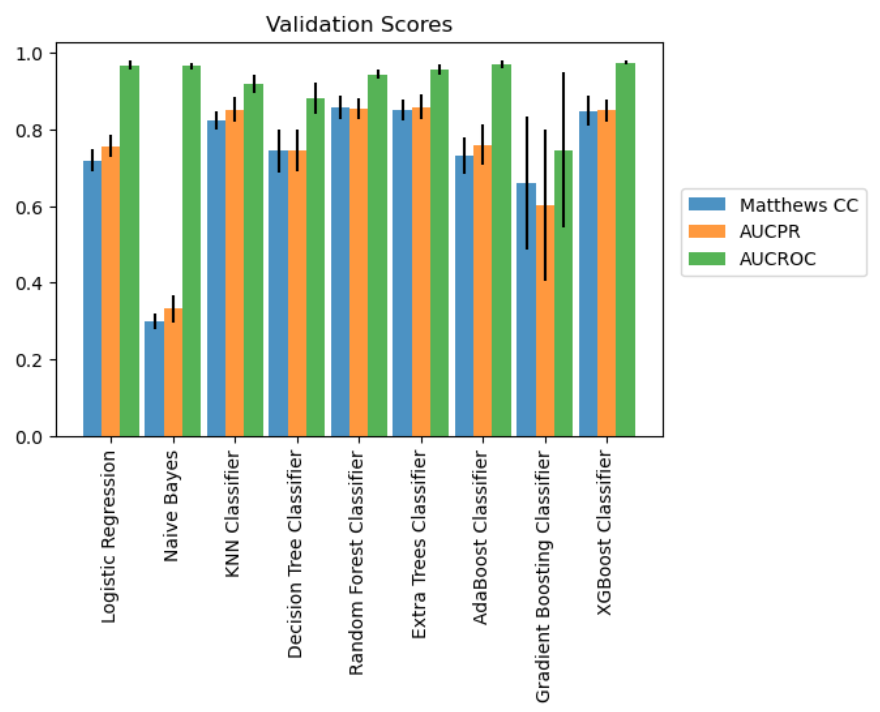 Validation Scores
1.0
0.8
0.6
0.4
0.2
0.0
Matthews CC
AUCPR
AUCROC
Logistic Regression
Naive Bayes
KNN Classifier
Decision Tree Classifier
Random Forest Classifier
Extra Trees Classifier
AdaBoost Classifier
Gradient Boosting Classifier
XGBoost Classifier